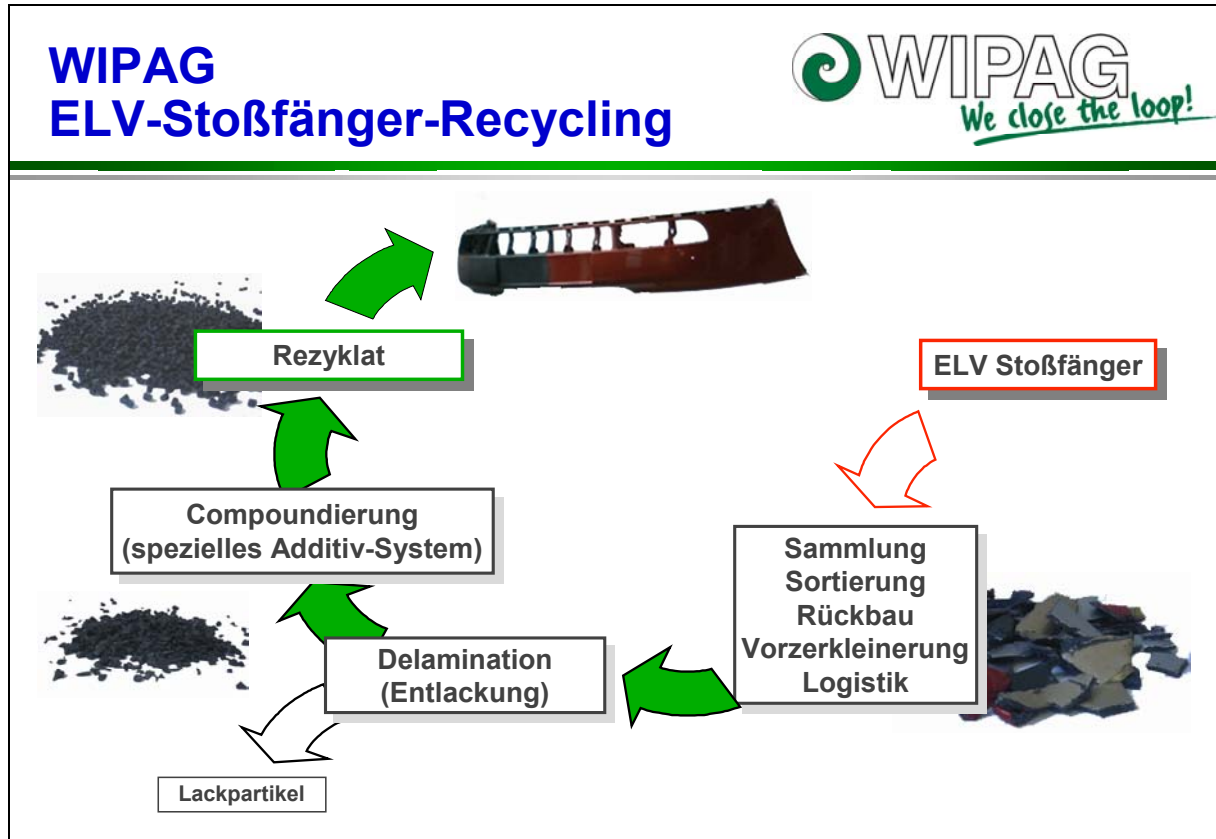 WIPAG
ELV-Stoßfänger-Recycling
WIPAG
We close the loop!
Rezyklat
ELV Stoßfänger
Compoundierung
(spezielles Additiv-System)
Sammlung
Sortierung
Rückbau
Vorzerkleinerung
Logistik
Delamination
(Entlackung)
Lackpartikel